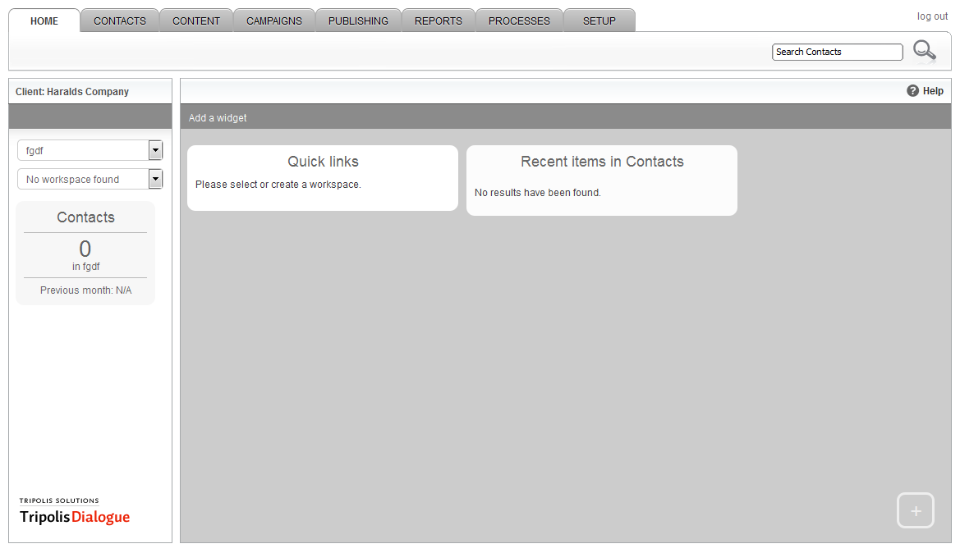 HOME CONTACTS CONTENT CAMPAIGNS PUBLISHING REPORTS PROCESSES SETUP log out
Search Contacts
Client: Haralds Company
Help
Add a widget
fgdf
No workspace found
Contacts
0
in fgdf
Previous month: N/A
Quick links
Please select or create a workspace.
Recent items in Contacts
No results have been found.
TRIPOLIS SOLUTIONS
TripolisDialogue